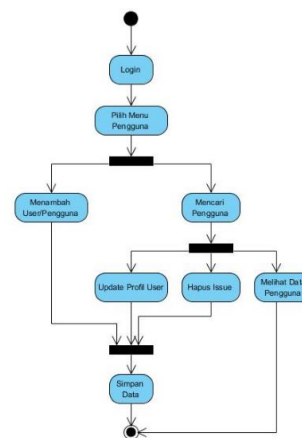 Login
Pilih Menu
Pengguna
Menambah
User/Pengguna
Mencari
Pengguna
Update Profil User
Hapus Issue
Melihat Data
Pengguna
Simpan
Data